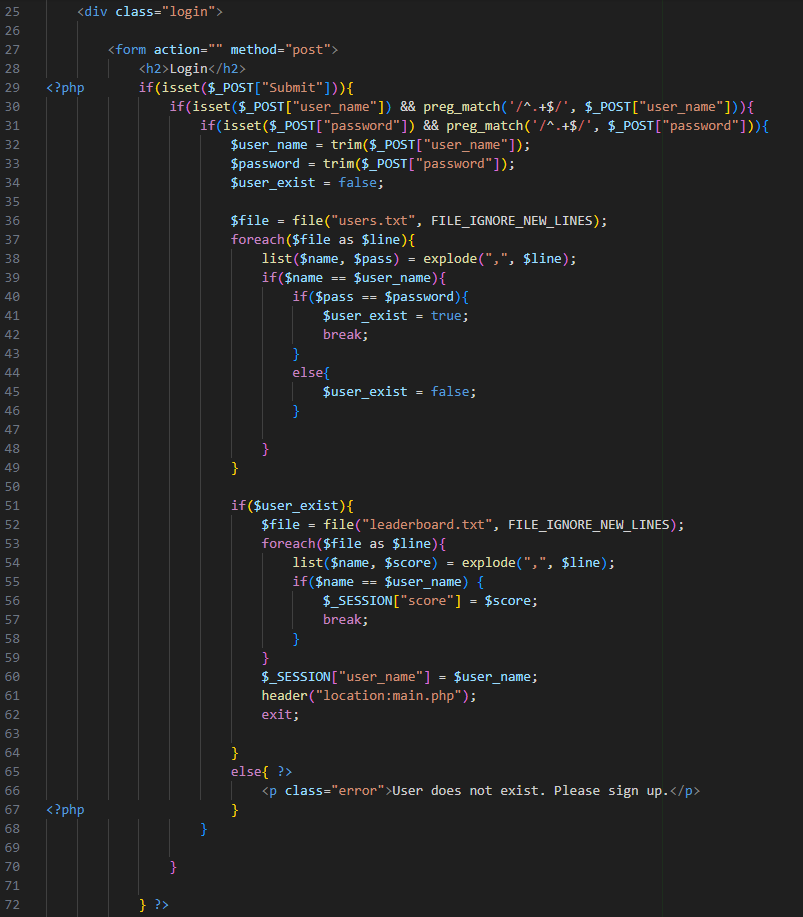 25 <div class="login">
26
27 <form action="" method="post">
28 <h2>Login</h2>
29 <?php if(isset($_POST["Submit"])){
30 if(isset($_POST["user_name"]) && preg_match('/^.+$/', $_POST["user_name"])){
31 if(isset($_POST["password"]) && preg_match('/^.+$/', $_POST["password"])){
32 $user_name = trim($_POST["user_name"]);
33 $password = trim($_POST["password"]);
34 $user_exist = false;
35
36 $file = file("users.txt", FILE_IGNORE_NEW_LINES);
37 foreach($file as $line){
38 list($name, $pass) = explode(",", $line);
39 if($name == $user_name){
40 if($pass == $password){
41 $user_exist = true;
42 break;
43 }
44 else{
45 $user_exist = false;
46 }
47
48 }
49 }
50
51 if($user_exist){
52 $file = file("leaderboard.txt", FILE_IGNORE_NEW_LINES);
53 foreach($file as $line){
54 list($name, $score) = explode(",", $line);
55 if($name == $user_name) {
56 $_SESSION["score"] = $score;
57 break;
58 }
59 }
60 $_SESSION["user_name"] = $user_name;
61 header("location:main.php");
62 exit;
63
64 }
65 else{ ?>
66 <p class="error">User does not exist. Please sign up.</p>
67 <?php }
68 }
69
70 }
71
72 } ?>